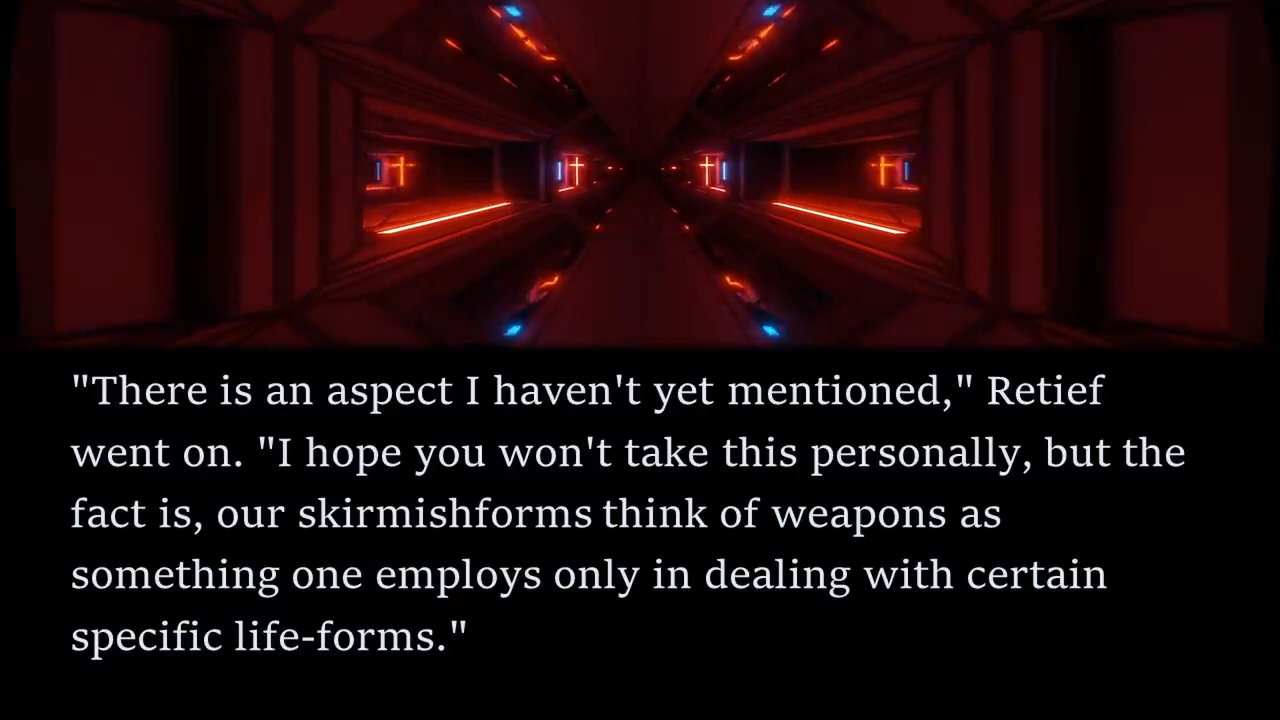 "There is an aspect I haven't yet mentioned," Retief
went on. "I hope you won't take this personally, but the
fact is, our skirmishforms think of weapons as
something one employs only in dealing with certain
specific life-forms."